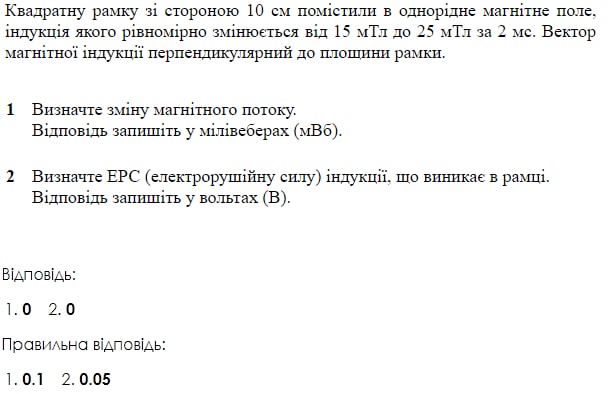 Квадратну рамку зі стороною 10 см помістили в однорідне магнітне поле,
індукція якого рівномірно змінюється від 15 мТл до 25 мТл за 2 мс. Вектор
магнітної індукції перпендикулярний до площини рамки.
1 Визначте зміну магнітного потоку.
Відповідь запишіть у мілівеберах (мВб).
2 Визначте ЕРС (електрорушійну силу) індукції, що виникає в рамці.
Відповідь запишіть у вольтах (В).
Відповідь:
1. 0 2. 0
Правильна відповідь:
1. 0.1 2. 0.05